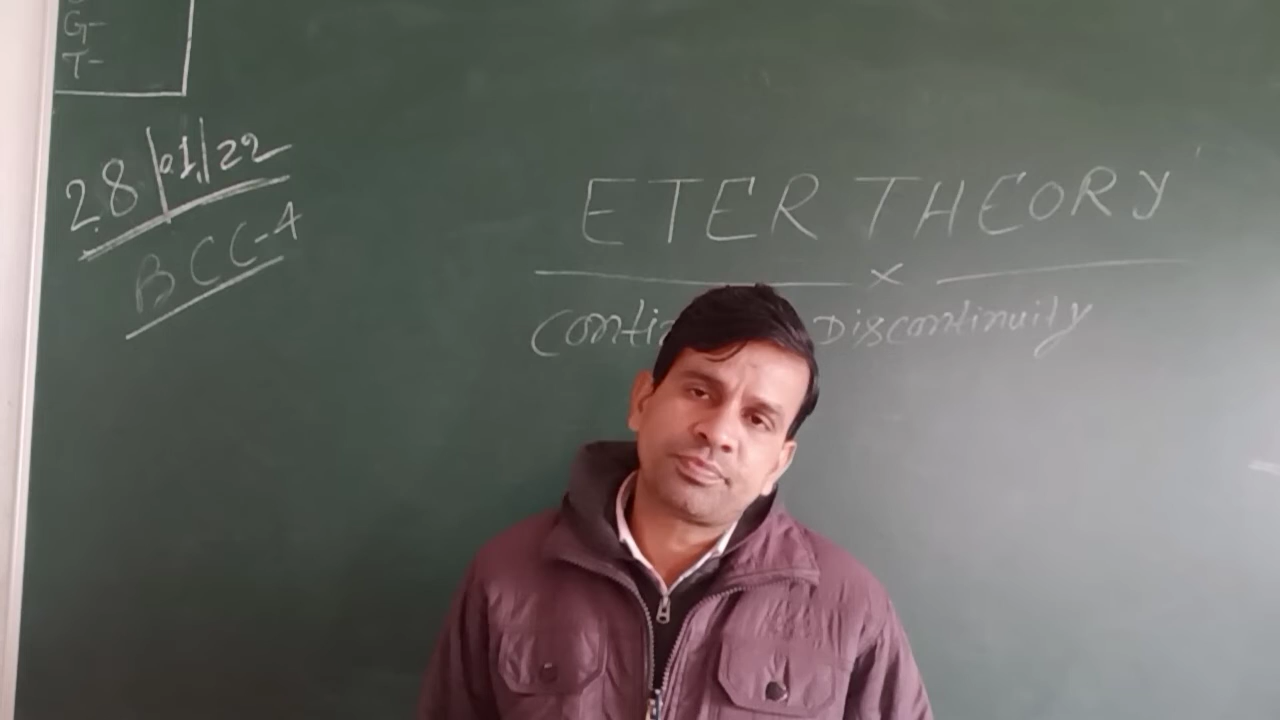 G-
T-
28/01/22
BCC-4
ETER THEORY
x
Discontinuity